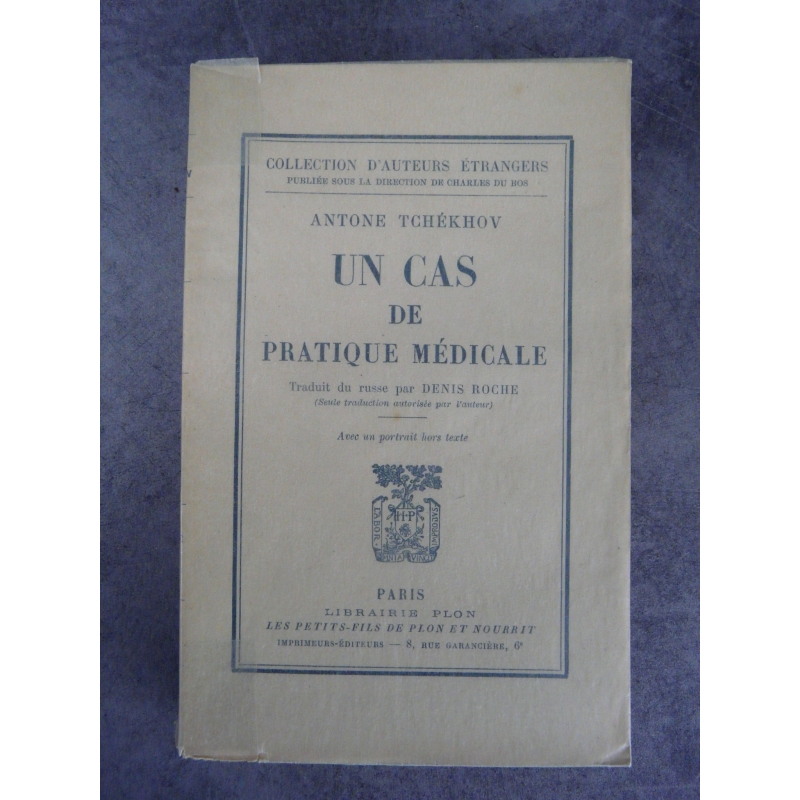 COLLECTION D'AUTEURS ÉTRANGERS
PUBLIÉE SOUS LA DIRECTION DE CHARLES DU BOS
ANTONE TCHÉKHOV
UN CAS
DE
PRATIQUE MÉDICALE
Traduit du russe par DENIS ROCHE
(Seule traduction autorisée par l'auteur)
Avec un portrait hors texte
H·P
LABOR
PARIS
LIBRAIRIE PLON
LES PETITS-FILS DE PLON ET NOURRIT
IMPRIMEURS-ÉDITEURS — 8, RUE GARANCIÈRE, 6e